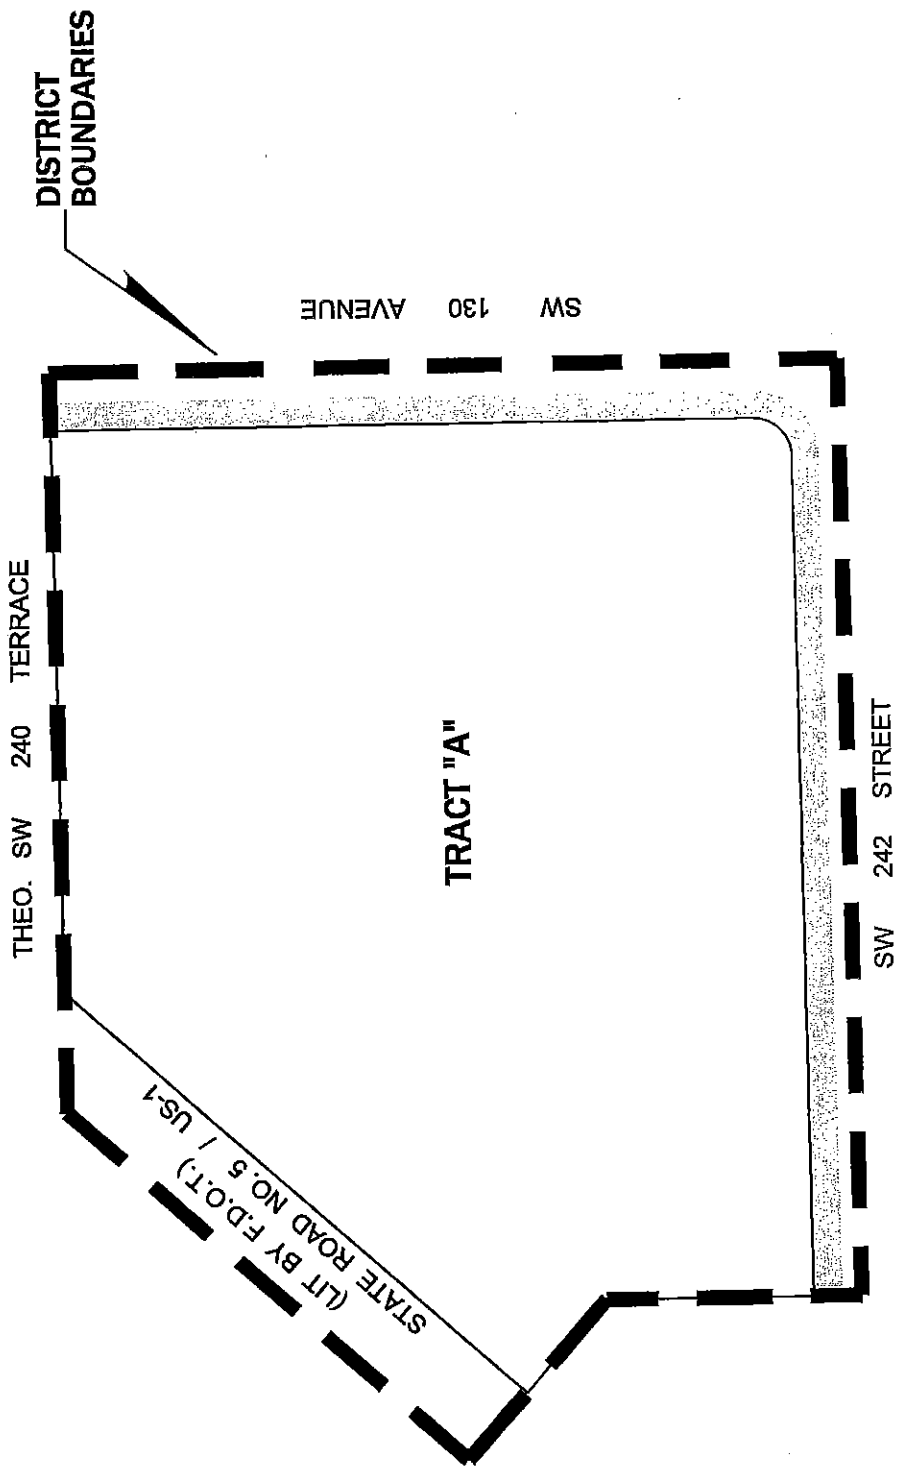 DISTRICT
BOUNDARIES
THEO. SW 240 TERRACE
SW 130 AVENUE
TRACT "A"
STATE ROAD NO. 5 / US-1
(LIT BY F.D.O.T.)
SW 242 STREET